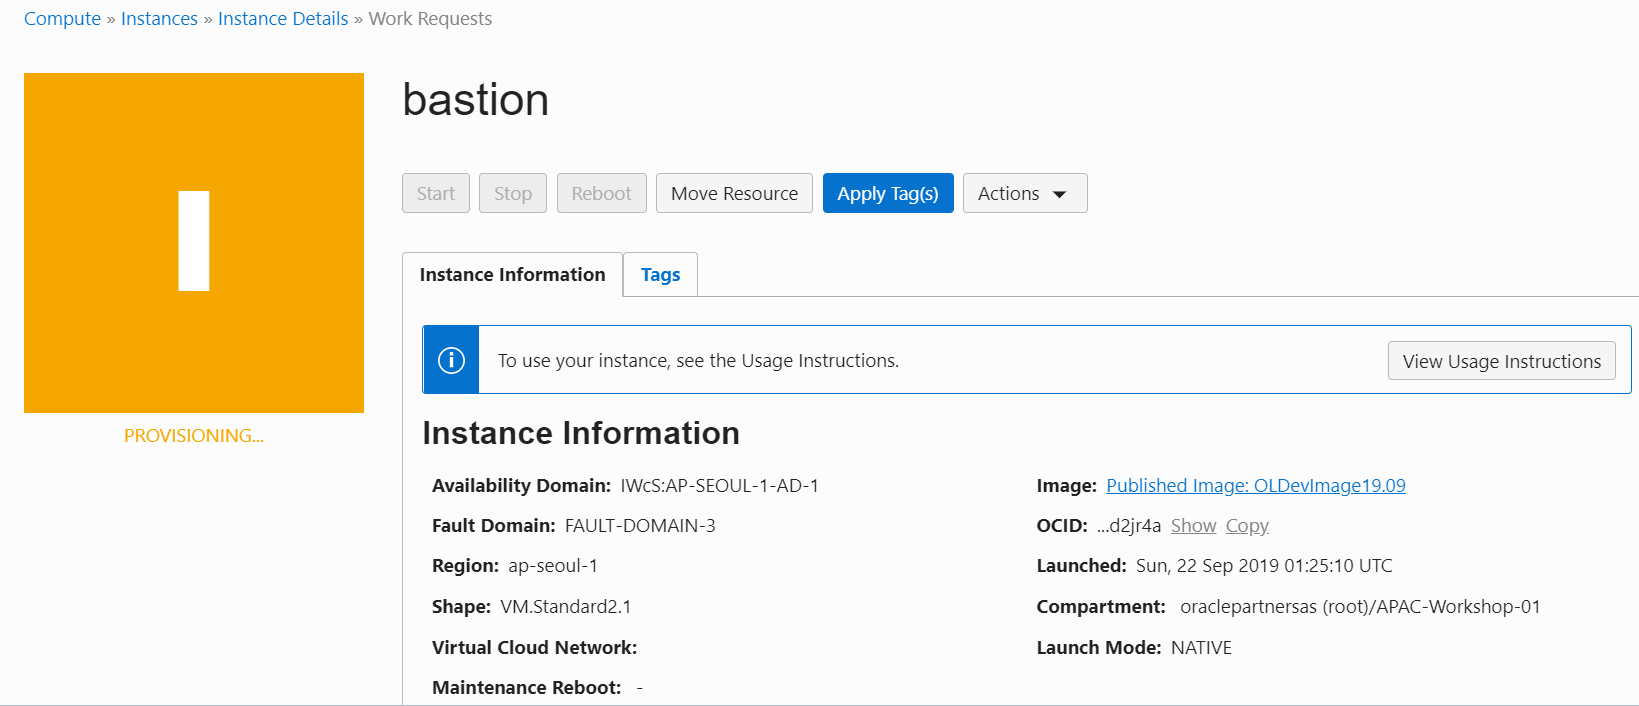 Compute » Instances » Instance Details » Work Requests
I
PROVISIONING...
bastion
Start Stop Reboot Move Resource Apply Tag(s) Actions
Instance Information Tags
To use your instance, see the Usage Instructions. View Usage Instructions
Instance Information
Availability Domain: IWcS:AP-SEOUL-1-AD-1
Fault Domain: FAULT-DOMAIN-3
Region: ap-seoul-1
Shape: VM.Standard2.1
Virtual Cloud Network:
Maintenance Reboot: -
Image: Published Image: OLDevImage19.09
OCID: ...d2jr4a Show Copy
Launched: Sun, 22 Sep 2019 01:25:10 UTC
Compartment: oraclepartnersas (root)/APAC-Workshop-01
Launch Mode: NATIVE